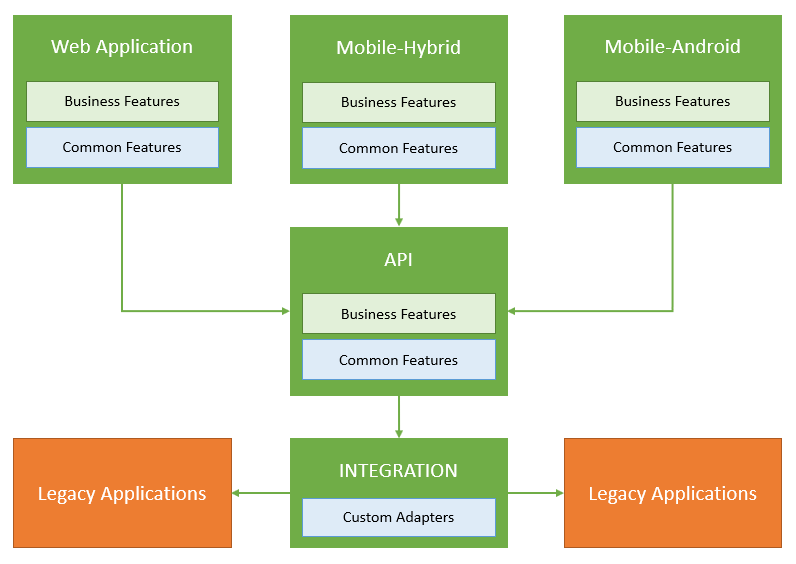 Web Application
Business Features
Common Features
Mobile-Hybrid
Business Features
Common Features
Mobile-Android
Business Features
Common Features
API
Business Features
Common Features
Legacy Applications
INTEGRATION
Custom Adapters
Legacy Applications